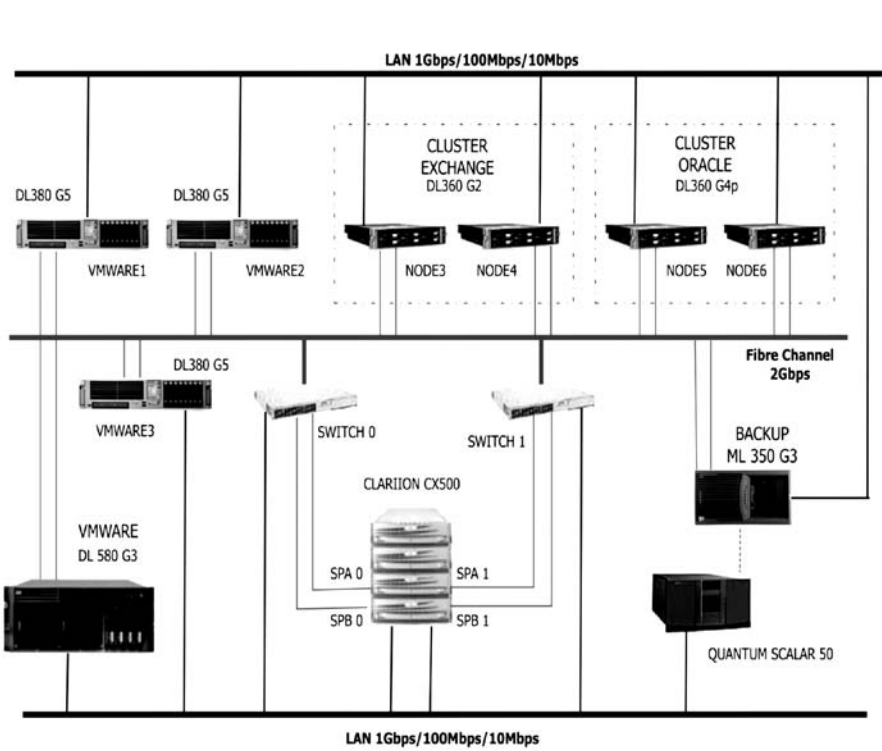 LAN 1Gbps/100Mbps/10Mbps
CLUSTER
EXCHANGE
DL360 G2
CLUSTER
ORACLE
DL360 G4p
DL380 G5
DL380 G5
VMWARE1
VMWARE2
NODE3
NODE4
NODE5
NODE6
Fibre Channel
2Gbps
DL380 G5
VMWARE3
SWITCH 0
SWITCH 1
BACKUP
ML 350 G3
CLARIION CX500
VMWARE
DL 580 G3
SPA 0
SPA 1
SPB 0
SPB 1
QUANTUM SCALAR 50
LAN 1Gbps/100Mbps/10Mbps